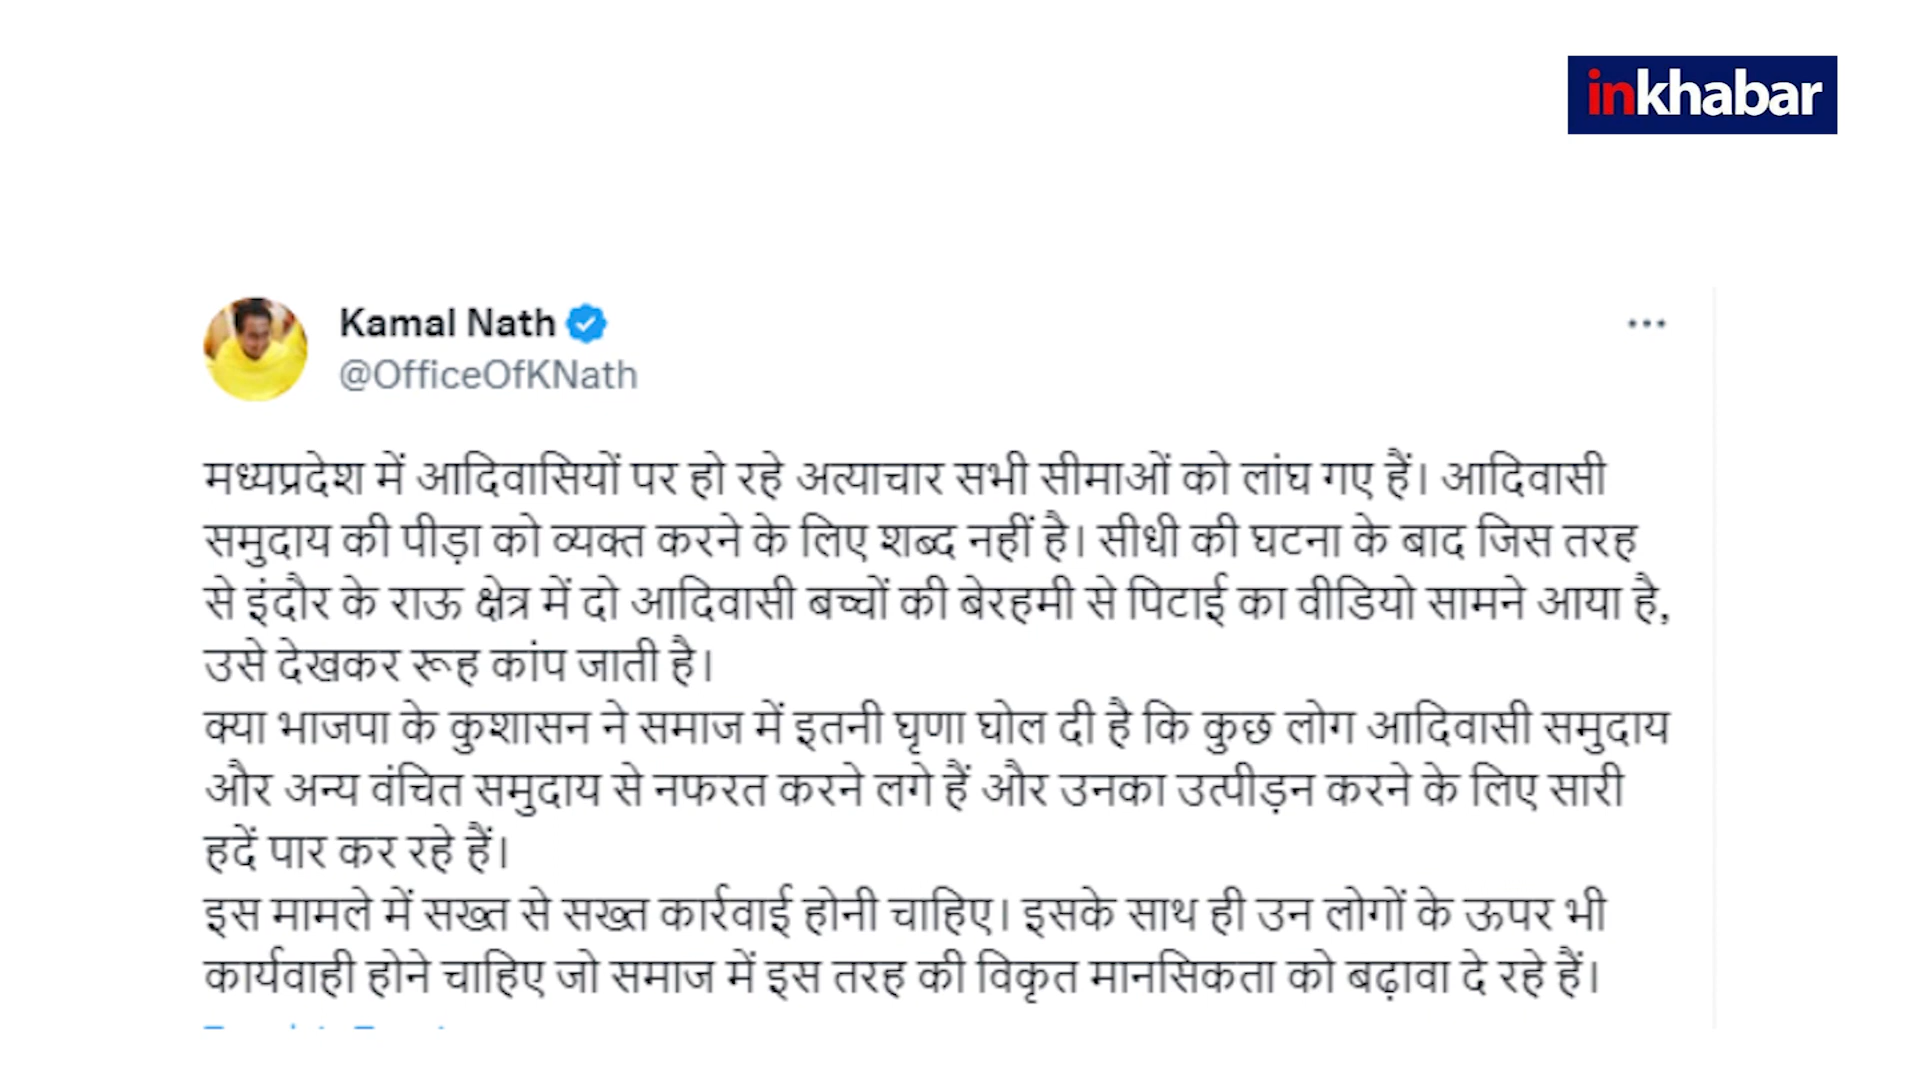 inkhabar
Kamal Nath
@OfficeOfKNath
मध्यप्रदेश में आदिवासियों पर हो रहे अत्याचार सभी सीमाओं को लांघ गए हैं। आदिवासी
समुदाय की पीड़ा को व्यक्त करने के लिए शब्द नहीं है। सीधी की घटना के बाद जिस तरह
से इंदौर के राऊ क्षेत्र में दो आदिवासी बच्चों की बेरहमी से पिटाई का वीडियो सामने आया है,
उसे देखकर रूह कांप जाती है।
क्या भाजपा के कुशासन ने समाज में इतनी घृणा घोल दी है कि कुछ लोग आदिवासी समुदाय
और अन्य वंचित समुदाय से नफरत करने लगे हैं और उनका उत्पीड़न करने के लिए सारी
हदें पार कर रहे हैं।
इस मामले में सख्त से सख्त कार्रवाई होनी चाहिए। इसके साथ ही उन लोगों के ऊपर भी
कार्यवाही होने चाहिए जो समाज में इस तरह की विकृत मानसिकता को बढ़ावा दे रहे हैं।